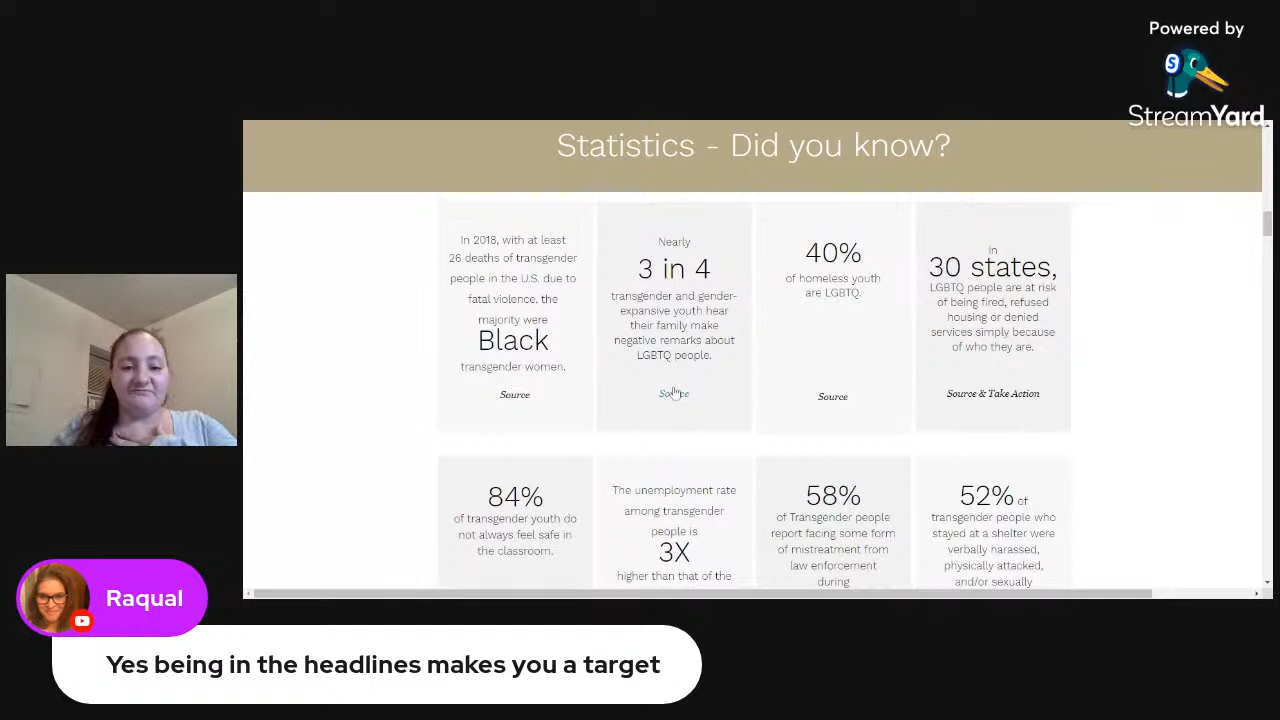 Powered by
StreamYard
Statistics - Did you know?
In 2018, with at least
26 deaths of transgender
people in the U.S. due to
fatal violence, the
majority were
Black
transgender women.
Source
Nearly
3 in 4
transgender and gender-
expansive youth hear
their family make
negative remarks about
LGBTQ people.
Source
40%
of homeless youth
are LGBTQ.
Source
In
30 states,
LGBTQ people are at risk
of being fired, refused
housing or denied
services simply because
of who they are.
Source & Take Action
84%
of transgender youth do
not always feel safe in
the classroom.
The unemployment rate
among transgender
people is
3X
higher than that of the
58%
of Transgender people
report facing some form
of mistreatment from
law enforcement
during
52% of
transgender people who
stayed at a shelter were
verbally harassed,
physically attacked,
and/or sexually
Raqual
Yes being in the headlines makes you a target